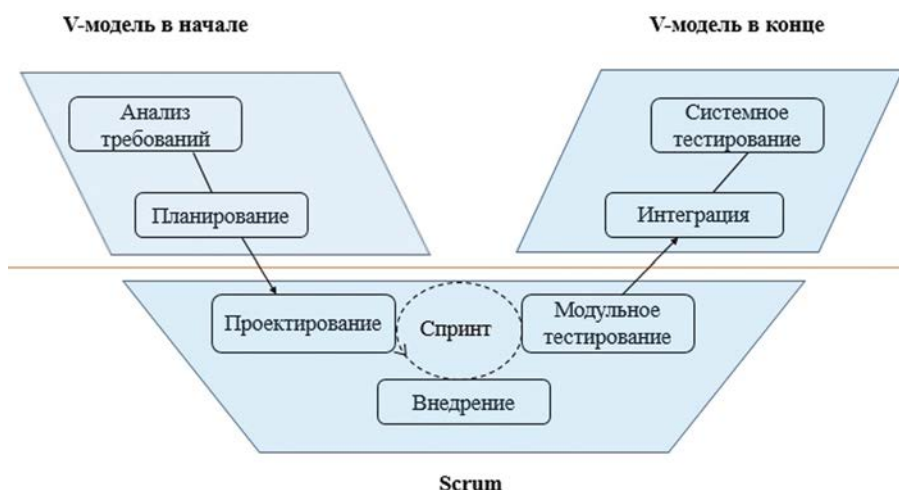 V-модель в начале
V-модель в конце
Анализ
требований
Системное
тестирование
Планирование
Интеграция
Проектирование
Спринт
Модульное
тестирование
Внедрение
Scrum